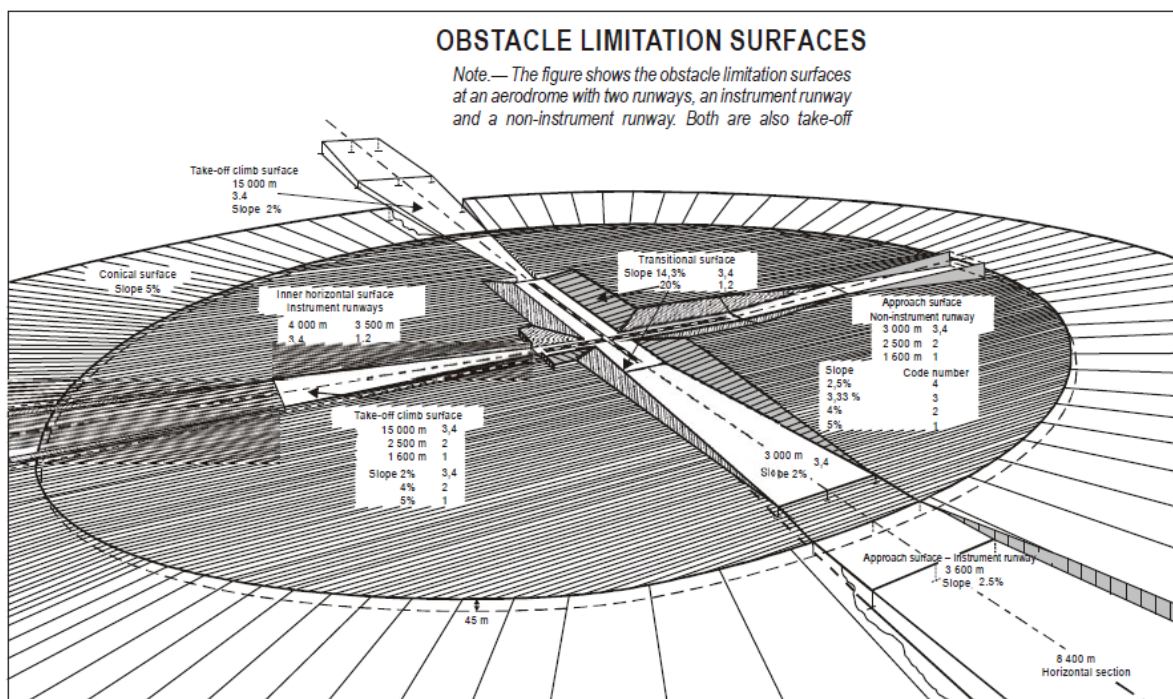 OBSTACLE LIMITATION SURFACES
Note.— The figure shows the obstacle limitation surfaces
at an aerodrome with two runways, an instrument runway
and a non-instrument runway. Both are also take-off
Take-off climb surface
15 000 m
3.4
Slope 2%
Conical surface
Slope 5%
Transitional surface
Slope 14,3% 3,4
20% 1,2
Inner horizontal surface
Instrument runways
4 000 m 3 500 m
3.4 1.2
Approach surface
Non-instrument runway
3 000 m 3,4
2 500 m 2
1 600 m 1
Slope Code number
2,5% 4
3,33 % 3
4% 2
5% 1
Take-off climb surface
15 000 m 3,4
2 500 m 2
1 600 m 1
Slope 2% 3,4
4% 2
5% 1
3 000 m 3,4
Slope 2%
Approach surface – Instrument runway
3 600 m
Slope 2.5%
45 m
8 400 m
Horizontal section